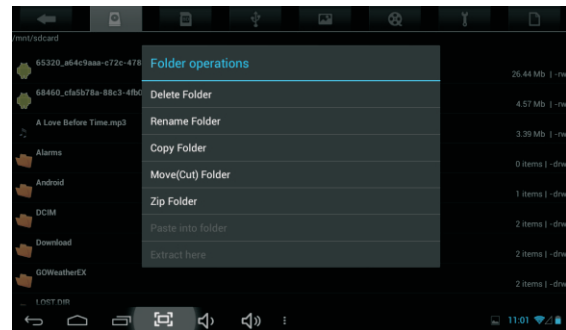 /mnt/sdcard
65320_a64c9aaa-c72c-478
26.44 Mb | -rw
68460_cfa5b78a-88c3-4fb0
4.57 Mb | -rw
A Love Before Time.mp3
3.39 Mb | -rw
Alarms
0 items | -drw
Android
1 items | -drw
DCIM
2 items | -drw
Download
2 items | -drw
GOWeatherEX
2 items | -drw
LOST.DIR
Folder operations
Delete Folder
Rename Folder
Copy Folder
Move(Cut) Folder
Zip Folder
Paste into folder
Extract here
11:01